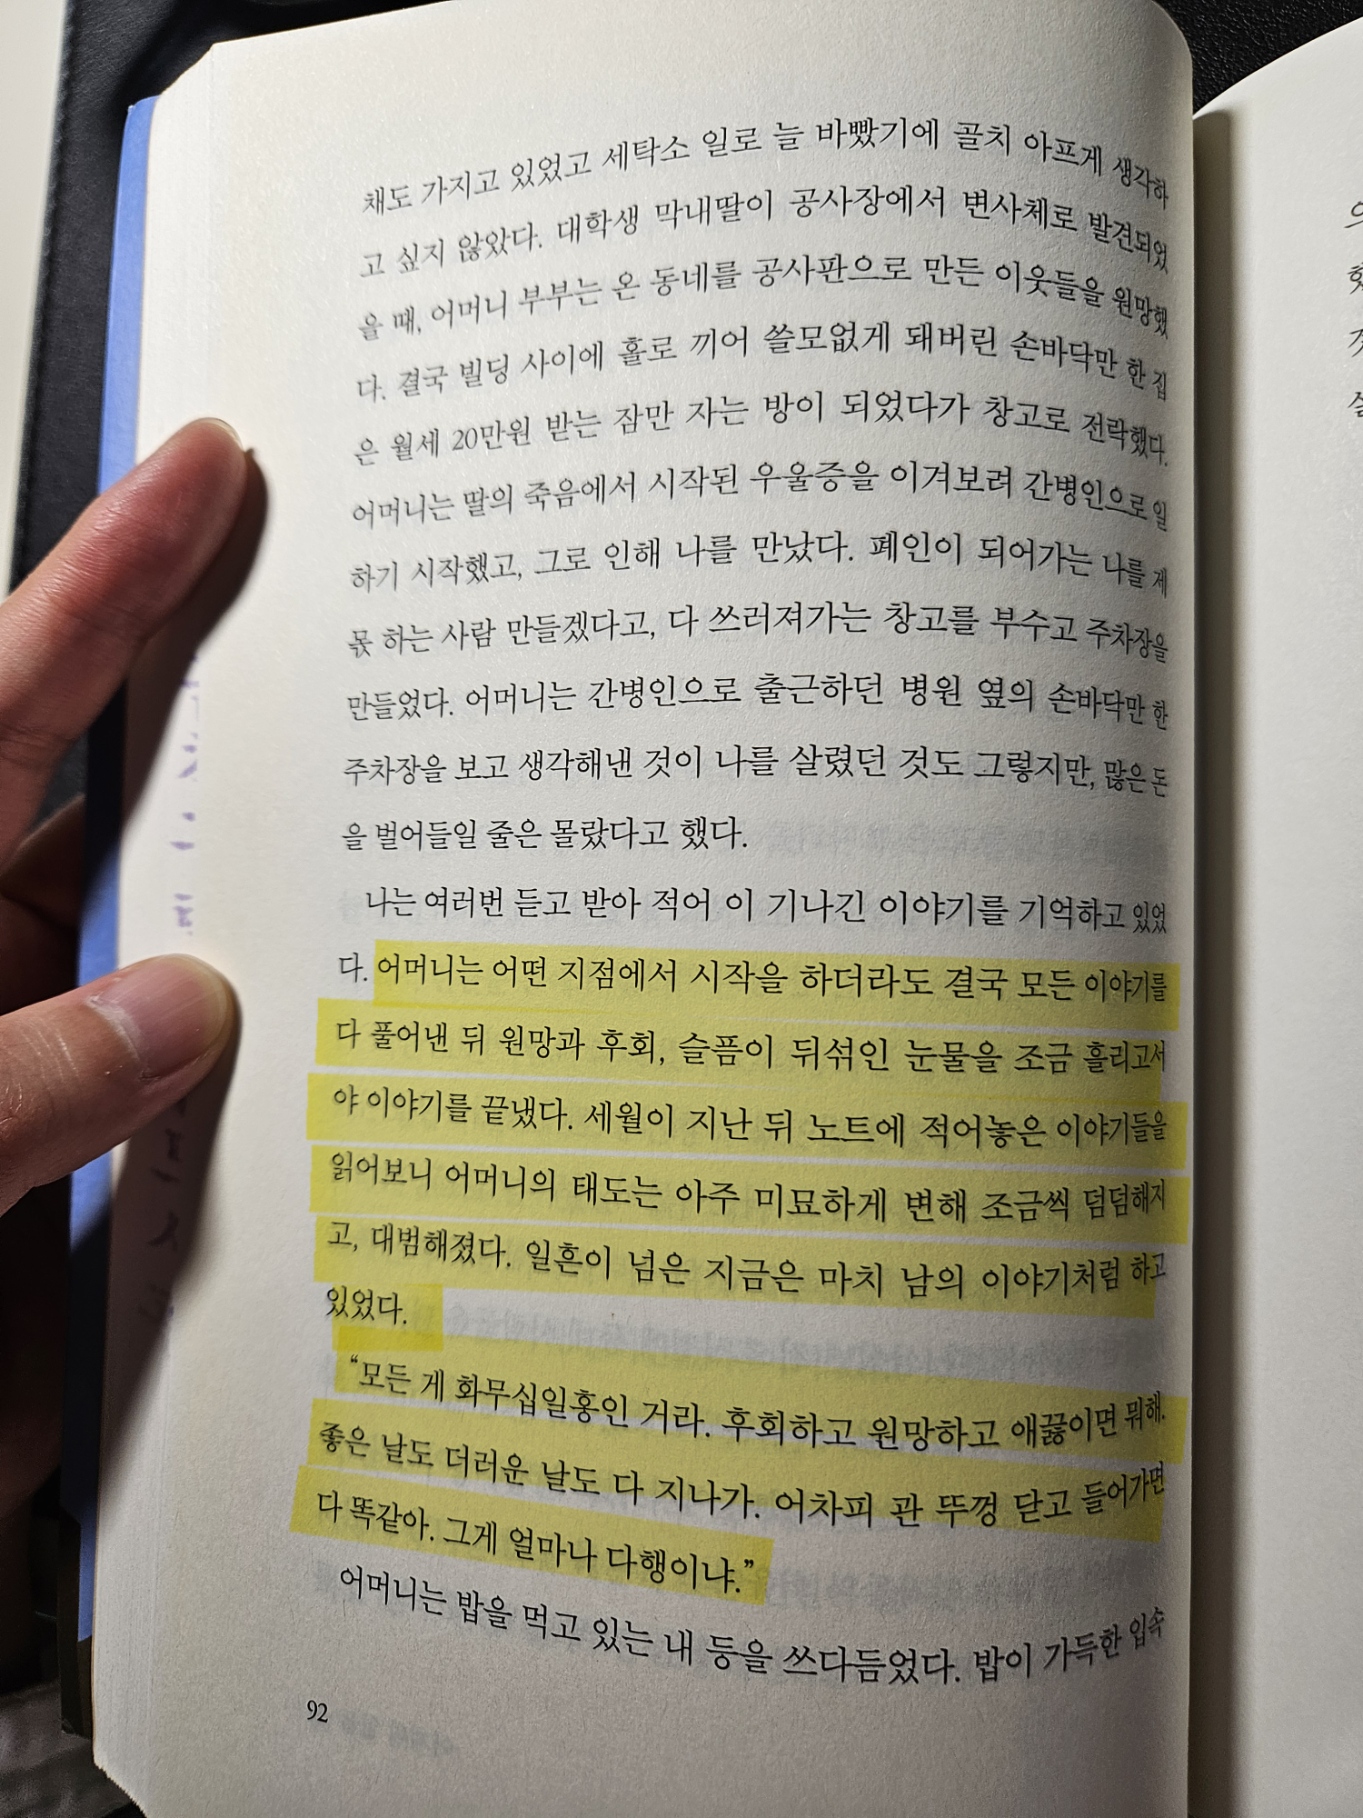 채도 가지고 있었고 세탁소 일로 늘 바빴기에 골치 아프게 생각하
고 싶지 않았다. 대학생 막내딸이 공사장에서 변사체로 발견되었
을 때, 어머니 부부는 온 동네를 공사판으로 만든 이웃들을 원망했
다. 결국 빌딩 사이에 홀로 끼어 쓸모없게 돼버린 손바닥만 한 집
은 월세 20만원 받는 잠만 자는 방이 되었다가 창고로 전락했다.
어머니는 딸의 죽음에서 시작된 우울증을 이겨보려 간병인으로 일
하기 시작했고, 그로 인해 나를 만났다. 폐인이 되어가는 나를 제
몫 하는 사람 만들겠다고, 다 쓰러져가는 창고를 부수고 주차장을
만들었다. 어머니는 간병인으로 출근하던 병원 옆의 손바닥만 한
주차장을 보고 생각해낸 것이 나를 살렸던 것도 그렇지만, 많은 돈
을 벌어들일 줄은 몰랐다고 했다.
나는 여러번 듣고 받아 적어 이 기나긴 이야기를 기억하고 있었
다. 어머니는 어떤 지점에서 시작을 하더라도 결국 모든 이야기를
다 풀어낸 뒤 원망과 후회, 슬픔이 뒤섞인 눈물을 조금 흘리고서
야 이야기를 끝냈다. 세월이 지난 뒤 노트에 적어놓은 이야기들을
읽어보니 어머니의 태도는 아주 미묘하게 변해 조금씩 덤덤해지
고, 대범해졌다. 일흔이 넘은 지금은 마치 남의 이야기처럼 하고
있었다.
“모든 게 화무십일홍인 거라. 후회하고 원망하고 애끓이면 뭐해.
좋은 날도 더러운 날도 다 지나가. 어차피 관 뚜껑 닫고 들어가면
다 똑같아. 그게 얼마나 다행이냐.”
어머니는 밥을 먹고 있는 내 등을 쓰다듬었다. 밥이 가득한 입속
92